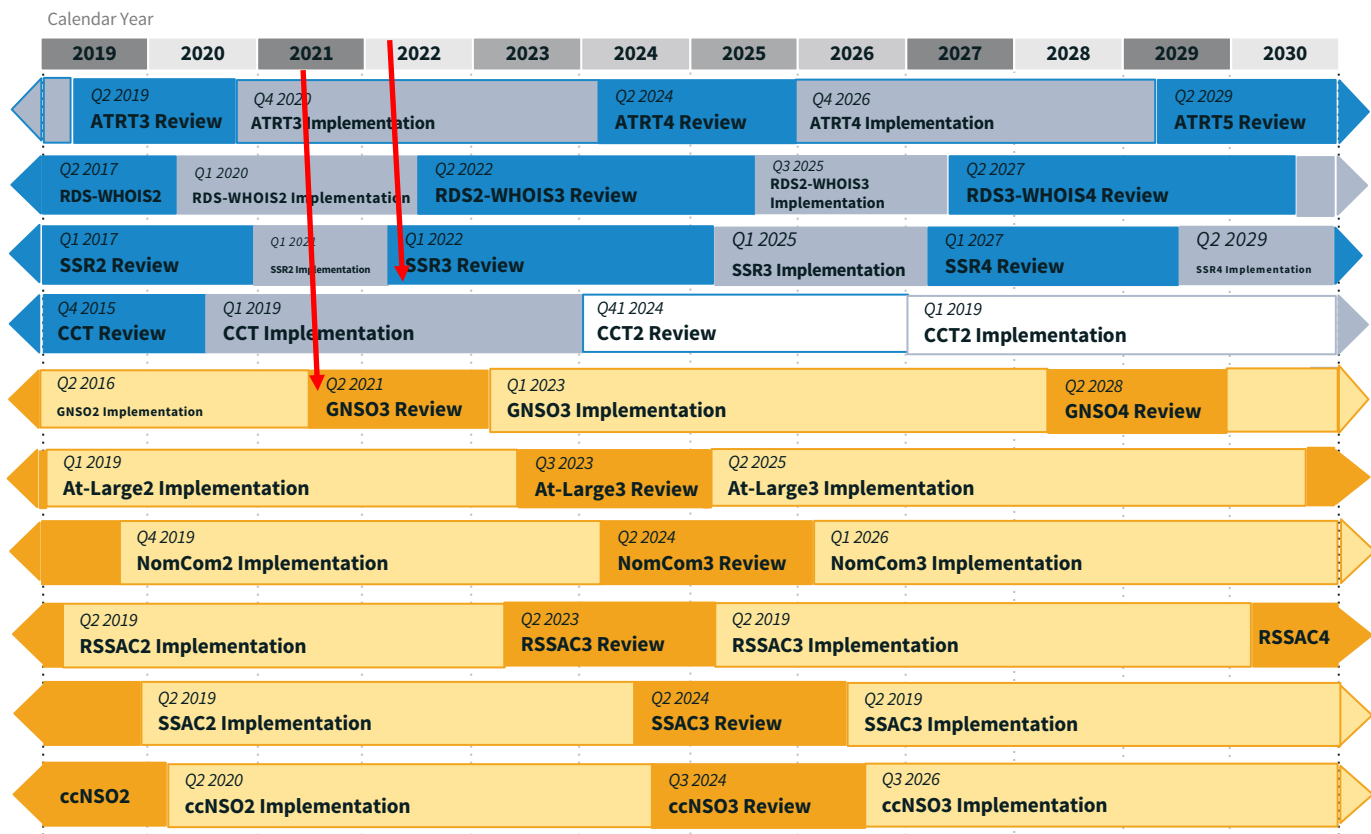 Calendar Year
2019 2020 2021 2022 2023 2024 2025 2026 2027 2028 2029 2030
Q2 2019 Q4 2020 Q2 2024 Q4 2026 Q2 2029
ATRT3 Review ATRT3 Implementation ATRT4 Review ATRT4 Implementation ATRT5 Review
Q2 2017 Q1 2020 Q2 2022 Q3 2025 Q2 2027
RDS-WHOIS2 RDS-WHOIS2 Implementation RDS2-WHOIS3 Review RDS2-WHOIS3 RDS3-WHOIS4 Review
Implementation
Q1 2017 Q1 2021 Q1 2022 Q1 2025 Q1 2027 Q2 2029
SSR2 Review SSR2 Implementation SSR3 Review SSR3 Implementation SSR4 Review SSR4 Implementation
Q4 2015 Q1 2019 Q41 2024 Q1 2019
CCT Review CCT Implementation CCT2 Review CCT2 Implementation
Q2 2016 Q2 2021 Q1 2023 Q2 2028
GNSO2 Implementation GNSO3 Review GNSO3 Implementation GNSO4 Review
Q1 2019 Q3 2023 Q2 2025
At-Large2 Implementation At-Large3 Review At-Large3 Implementation
Q4 2019 Q2 2024 Q1 2026
NomCom2 Implementation NomCom3 Review NomCom3 Implementation
Q2 2019 Q2 2023 Q2 2019
RSSAC2 Implementation RSSAC3 Review RSSAC3 Implementation RSSAC4
Q2 2019 Q2 2024 Q2 2019
SSAC2 Implementation SSAC3 Review SSAC3 Implementation
Q2 2020 Q3 2024 Q3 2026
ccNSO2 ccNSO2 Implementation ccNSO3 Review ccNSO3 Implementation